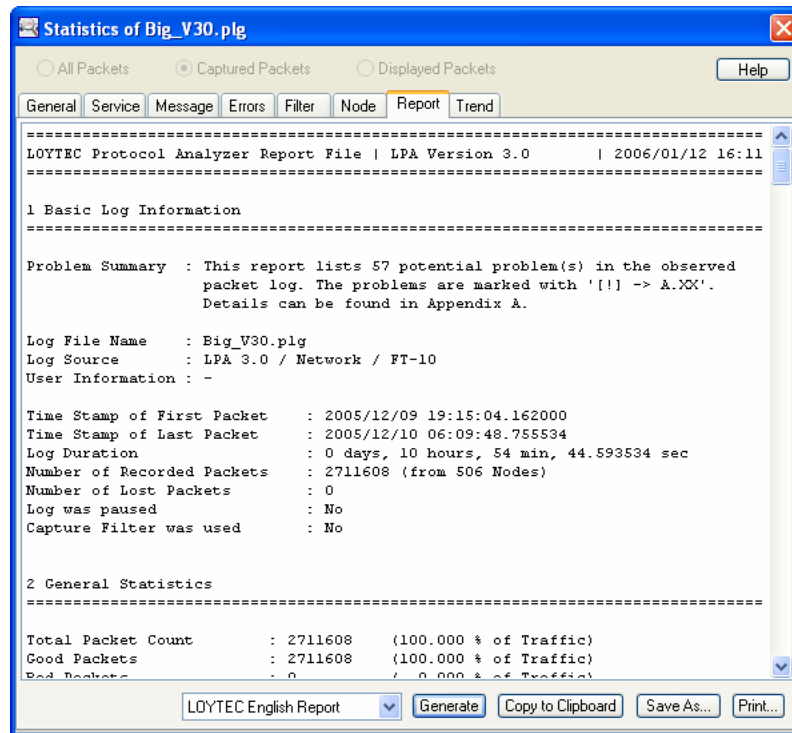 Statistics of Big_V30.plg
All Packets Captured Packets Displayed Packets Help
General Service Message Errors Filter Node Report Trend
===============================================================================
LOYTEC Protocol Analyzer Report File | LPA Version 3.0 | 2006/01/12 16:11
===============================================================================
1 Basic Log Information
===============================================================================
Problem Summary : This report lists 57 potential problem(s) in the observed
packet log. The problems are marked with '[!] -> A.XX'.
Details can be found in Appendix A.
Log File Name : Big_V30.plg
Log Source : LPA 3.0 / Network / FT-10
User Information : -
Time Stamp of First Packet : 2005/12/09 19:15:04.162000
Time Stamp of Last Packet : 2005/12/10 06:09:48.755534
Log Duration : 0 days, 10 hours, 54 min, 44.593534 sec
Number of Recorded Packets : 2711608 (from 506 Nodes)
Number of Lost Packets : 0
Log was paused : No
Capture Filter was used : No
2 General Statistics
===============================================================================
Total Packet Count : 2711608 (100.000 % of Traffic)
Good Packets : 2711608 (100.000 % of Traffic)
Bad Packets : 0 ( 0.000 % of Traffic)
LOYTEC English Report Generate Copy to Clipboard Save As... Print...